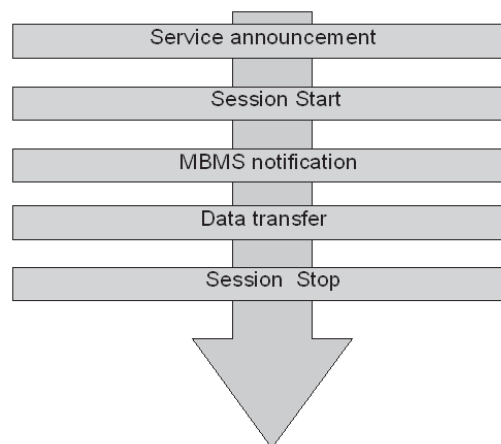 Service announcement
Session Start
MBMS notification
Data transfer
Session Stop